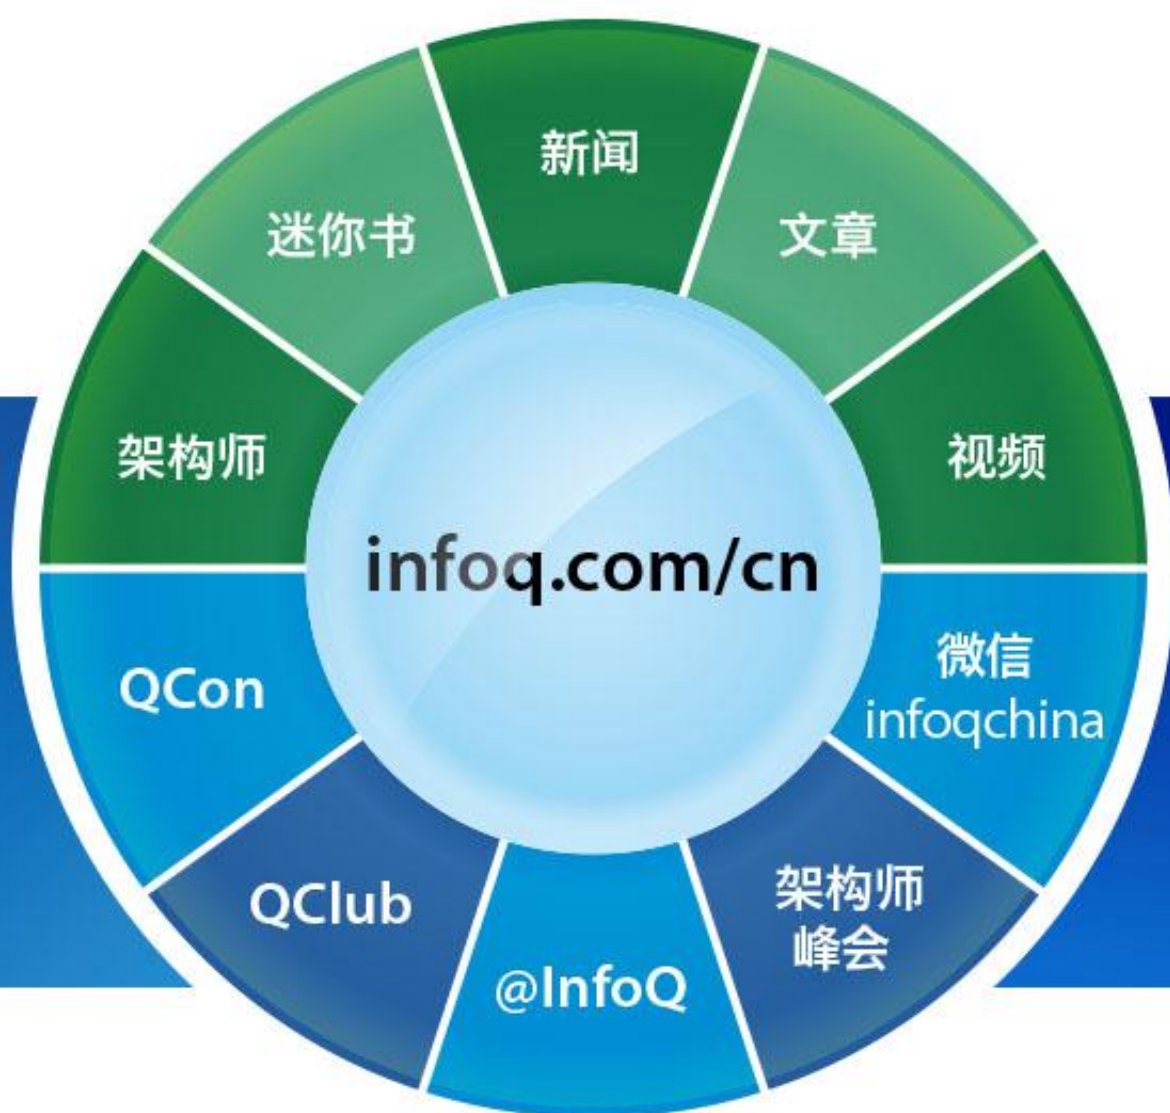 新闻
迷你书
文章
架构师
视频
infoq.com/cn
微信
infoqchina
QCon
架构师
峰会
QClub
@InfoQ